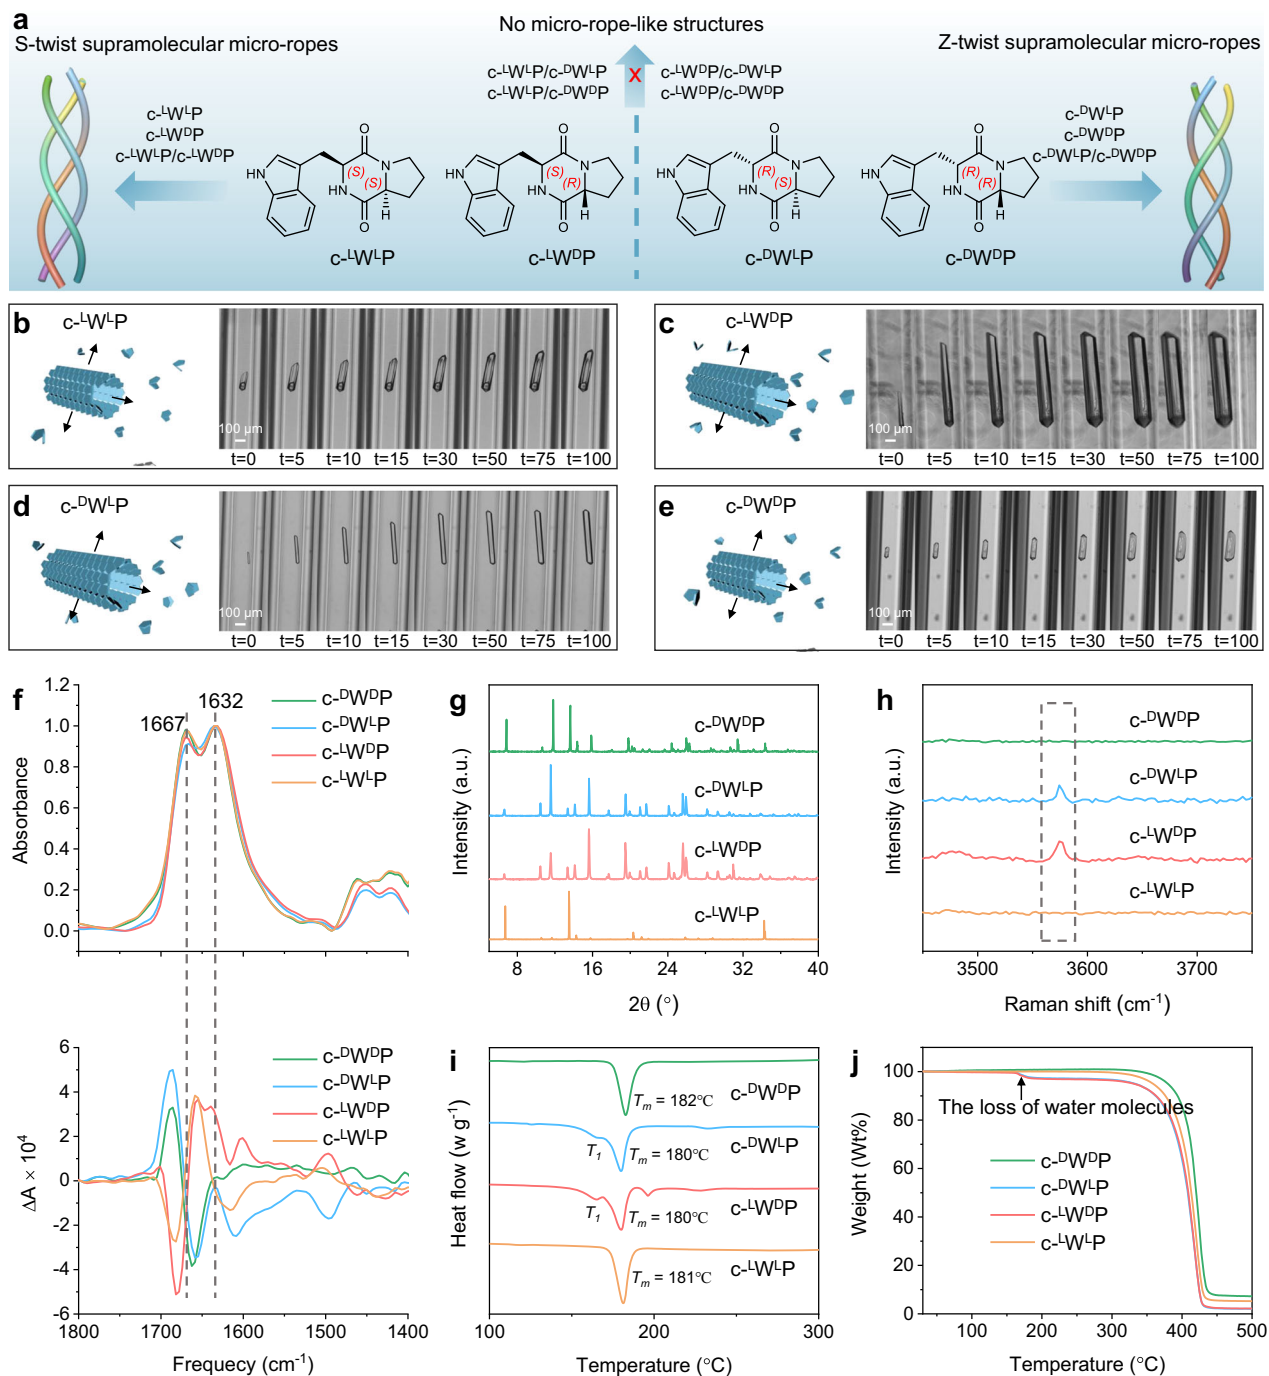 a
No micro-rope-like structures
S-twist supramolecular micro-ropes
Z-twist supramolecular micro-ropes
c-ᴸWᴸP/c-ᴰWᴸP
c-ᴸWᴸP/c-ᴰWᴰP
X
c-ᴸWᴰP/c-ᴰWᴸP
c-ᴸWᴰP/c-ᴰWᴰP
c-ᴸWᴸP
c-ᴸWᴰP
c-ᴸWᴸP/c-ᴸWᴰP
c-ᴰWᴸP
c-ᴰWᴰP
c-ᴰWᴸP/c-ᴰWᴰP
O
N
HN
(S)
(S)
HN
O
H
c-ᴸWᴸP
O
N
HN
(S)
(R)
HN
O
H
c-ᴸWᴰP
O
N
HN
(R)
(S)
HN
O
H
c-ᴰWᴸP
O
N
HN
(R)
(R)
HN
O
H
c-ᴰWᴰP
b
c-ᴸWᴸP
100 μm
t=0 t=5 t=10 t=15 t=30 t=50 t=75 t=100
c
c-ᴸWᴰP
100 μm
t=0 t=5 t=10 t=15 t=30 t=50 t=75 t=100
d
c-ᴰWᴸP
100 μm
t=0 t=5 t=10 t=15 t=30 t=50 t=75 t=100
e
c-ᴰWᴰP
100 μm
t=0 t=5 t=10 t=15 t=30 t=50 t=75 t=100
f
1667
1632
c-ᴰWᴰP
c-ᴰWᴸP
c-ᴸWᴰP
c-ᴸWᴸP
1.2
1.0
0.8
0.6
0.4
0.2
0.0
Absorbance
c-ᴰWᴰP
c-ᴰWᴸP
c-ᴸWᴰP
c-ᴸWᴸP
6
4
2
0
-2
-4
-6
ΔA × 10⁴
1800 1700 1600 1500 1400
Frequecy (cm⁻¹)
g
c-ᴰWᴰP
c-ᴰWᴸP
c-ᴸWᴰP
c-ᴸWᴸP
Intensity (a.u.)
8 16 24 32 40
2θ (°)
h
c-ᴰWᴰP
c-ᴰWᴸP
c-ᴸWᴰP
c-ᴸWᴸP
Intensity (a.u.)
3500 3600 3700
Raman shift (cm⁻¹)
i
Tₘ = 182℃
c-ᴰWᴰP
T₁
Tₘ = 180℃
c-ᴰWᴸP
T₁
Tₘ = 180℃
c-ᴸWᴰP
Tₘ = 181℃
c-ᴸWᴸP
Heat flow (w g⁻¹)
100 200 300
Temperature (°C)
j
The loss of water molecules
c-ᴰWᴰP
c-ᴰWᴸP
c-ᴸWᴰP
c-ᴸWᴸP
100
80
60
40
20
0
Weight (Wt%)
100 200 300 400 500
Temperature (°C)